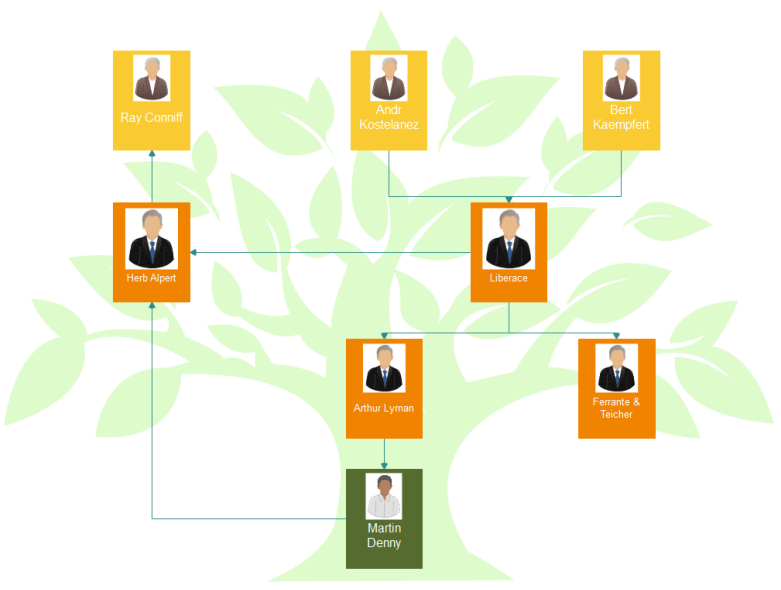 Ray Conniff
Andr
Kostelanez
Bert
Kaempfert
Herb Alpert
Liberace
Arthur Lyman
Ferrante &
Teicher
Martin
Denny